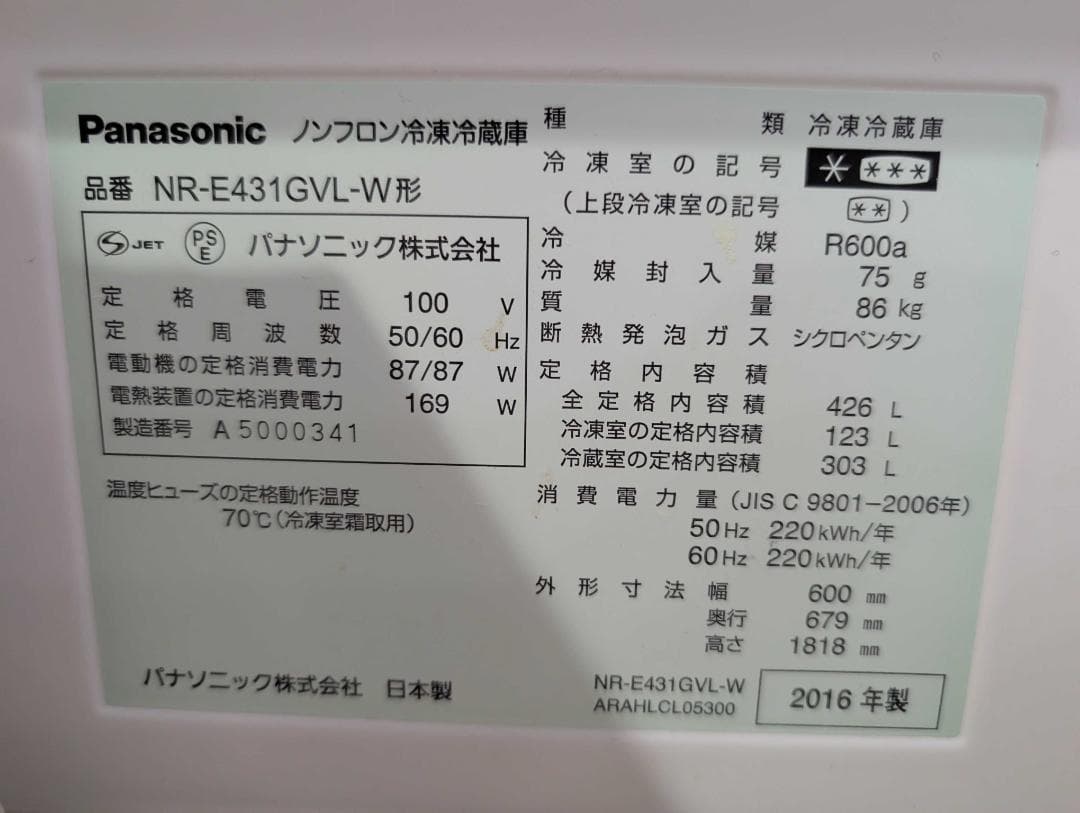 Panasonic ノンフロン冷凍冷蔵庫
品番 NR-E431GVL-W形
JET PSE パナソニック株式会社
定格電圧 100 V
定格周波数 50/60 Hz
電動機の定格消費電力 87/87 W
電熱装置の定格消費電力 169 W
製造番号 A5000341
温度ヒューズの定格動作温度
70℃(冷凍室霜取用)
パナソニック株式会社 日本製
種類 冷凍冷蔵庫
冷凍室の記号 * ***
(上段冷凍室の記号 ** )
冷媒 R600a
冷媒封入量 75 g
質量 86 kg
断熱発泡ガス シクロペンタン
定格内容積
全定格内容積 426 L
冷凍室の定格内容積 123 L
冷蔵室の定格内容積 303 L
消費電力量(JIS C 9801-2006年)
50Hz 220kWh/年
60Hz 220kWh/年
外形寸法幅 600 mm
奥行 679 mm
高さ 1818 mm
NR-E431GVL-W
ARAHLCL05300
2016年製